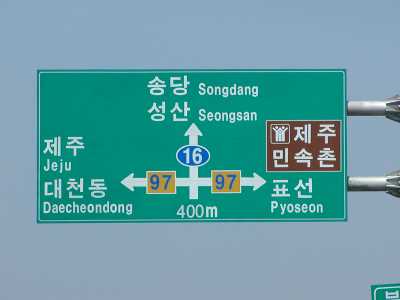 송당 Songdang
성산 Seongsan
제주
Jeju
대천동
Daecheondong
16
97
97
400m
제주
민속촌
표선
Pyoseon